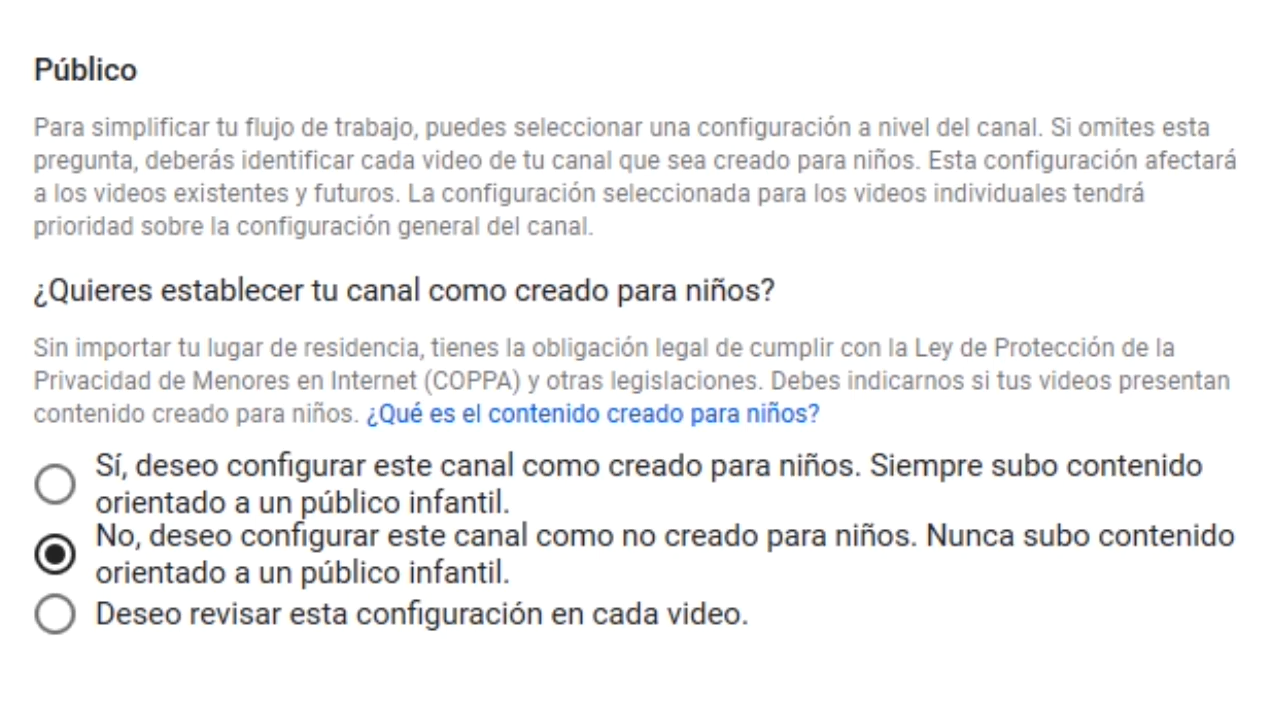 Público
Para simplificar tu flujo de trabajo, puedes seleccionar una configuración a nivel del canal. Si omites esta
pregunta, deberás identificar cada video de tu canal que sea creado para niños. Esta configuración afectará
a los videos existentes y futuros. La configuración seleccionada para los videos individuales tendrá
prioridad sobre la configuración general del canal.
¿Quieres establecer tu canal como creado para niños?
Sin importar tu lugar de residencia, tienes la obligación legal de cumplir con la Ley de Protección de la
Privacidad de Menores en Internet (COPPA) y otras legislaciones. Debes indicarnos si tus videos presentan
contenido creado para niños. ¿Qué es el contenido creado para niños?
Sí, deseo configurar este canal como creado para niños. Siempre subo contenido
orientado a un público infantil.
No, deseo configurar este canal como no creado para niños. Nunca subo contenido
orientado a un público infantil.
Deseo revisar esta configuración en cada video.